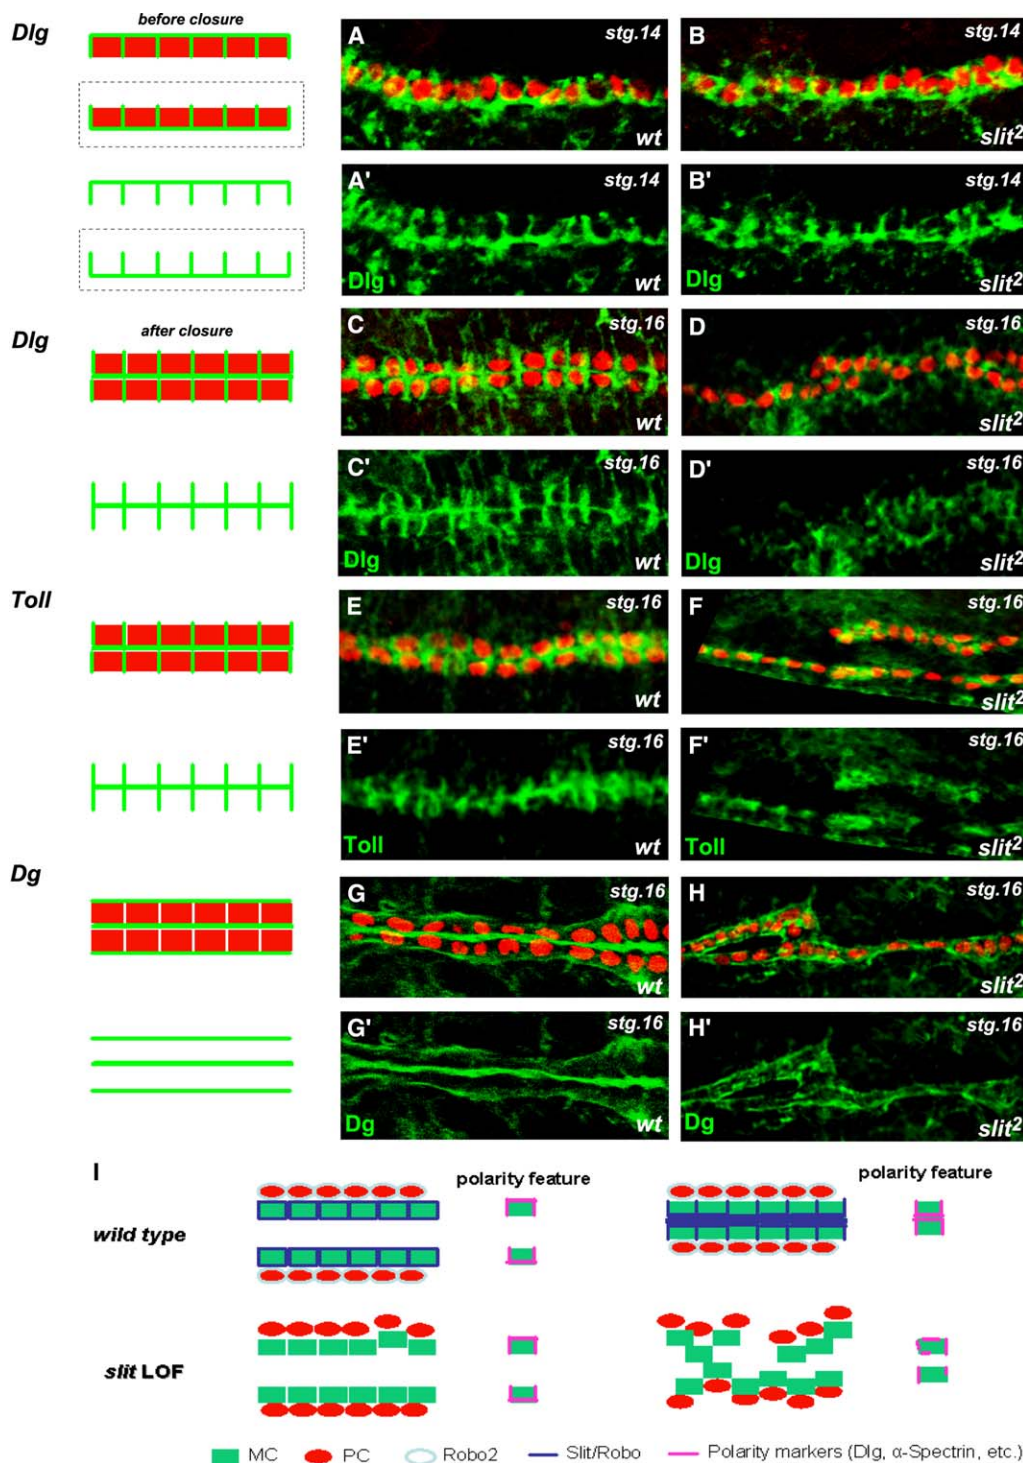 Dlg
before closure
A
stg.14
wt
B
stg.14
slit²
A'
stg.14
Dlg
wt
B'
stg.14
Dlg
slit²
Dlg
after closure
C
stg.16
wt
D
stg.16
slit²
C'
stg.16
Dlg
wt
D'
stg.16
Dlg
slit²
Toll
E
stg.16
wt
F
stg.16
slit²
E'
stg.16
Toll
wt
F'
stg.16
Toll
slit²
Dg
G
stg.16
wt
H
stg.16
slit²
G'
stg.16
Dg
wt
H'
stg.16
Dg
slit²
I
polarity feature
polarity feature
wild type
slit LOF
MC PC Robo2 Slit/Robo Polarity markers (Dlg, α-Spectrin, etc.)